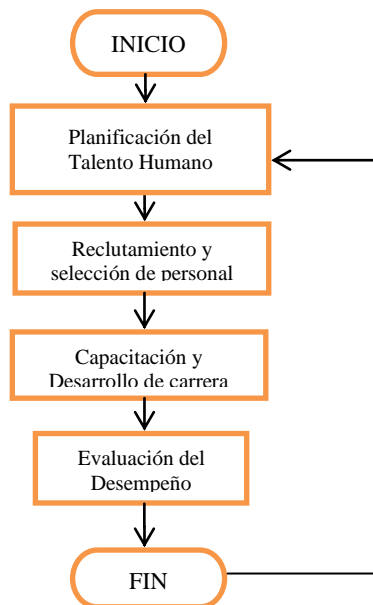 INICIO
Planificación del
Talento Humano
Reclutamiento y
selección de personal
Capacitación y
Desarrollo de carrera
Evaluación del
Desempeño
FIN